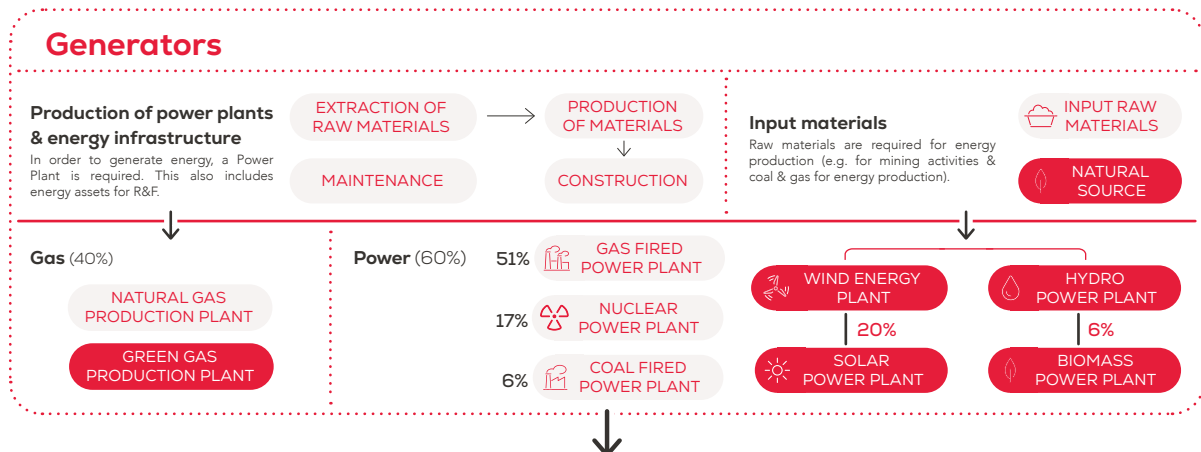 Generators
Production of power plants
& energy infrastructure
In order to generate energy, a Power
Plant is required. This also includes
energy assets for R&F.
EXTRACTION OF
RAW MATERIALS
PRODUCTION
OF MATERIALS
MAINTENANCE
CONSTRUCTION
Input materials
Raw materials are required for energy
production (e.g. for mining activities &
coal & gas for energy production).
INPUT RAW
MATERIALS
NATURAL
SOURCE
Gas (40%)
NATURAL GAS
PRODUCTION PLANT
GREEN GAS
PRODUCTION PLANT
Power (60%)
51%
GAS FIRED
POWER PLANT
17%
NUCLEAR
POWER PLANT
6%
COAL FIRED
POWER PLANT
WIND ENERGY
PLANT
20%
SOLAR
POWER PLANT
HYDRO
POWER PLANT
6%
BIOMASS
POWER PLANT